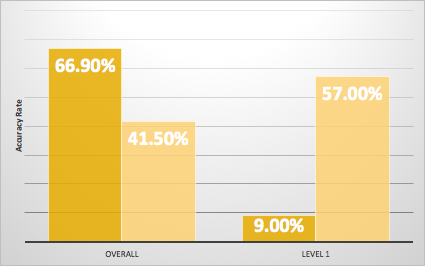 Accuracy Rate
66.90%
41.50%
9.00%
57.00%
OVERALL
LEVEL 1